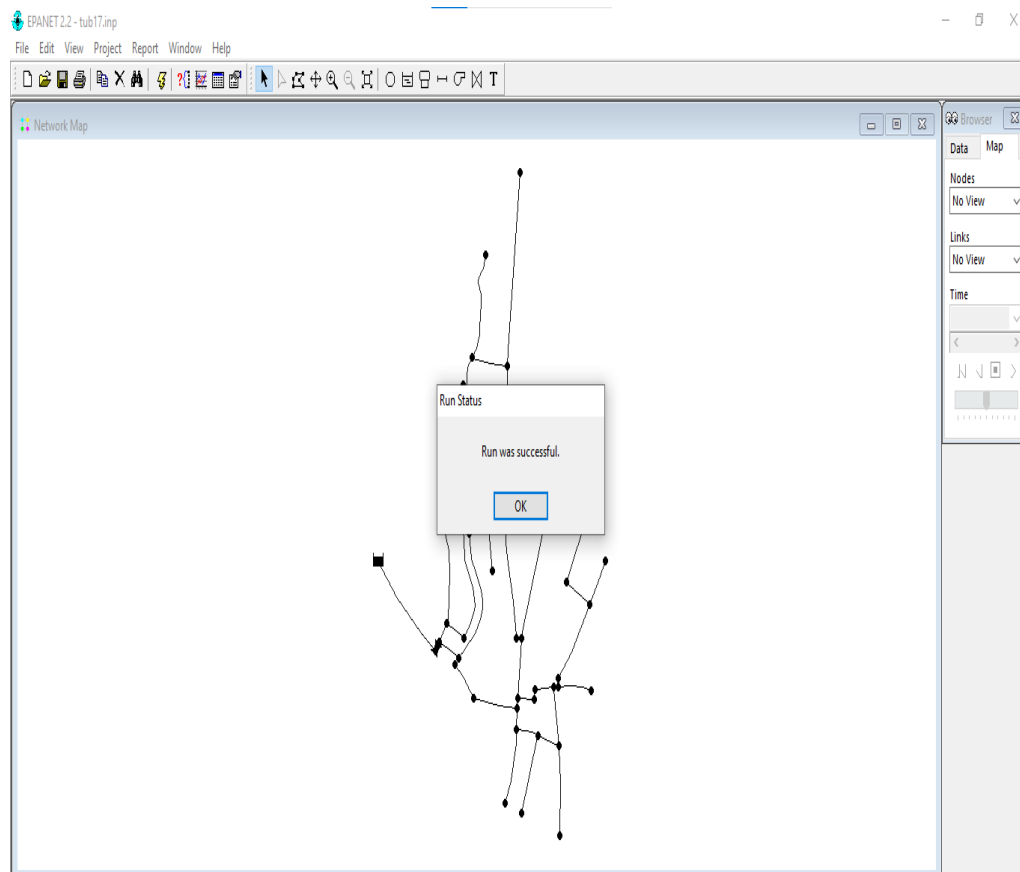 EPANET 2.2 - tub17.inp
File Edit View Project Report Window Help
T
Network Map
Browser
Data Map
Nodes
No View
Links
No View
Time
Run Status
Run was successful.
OK